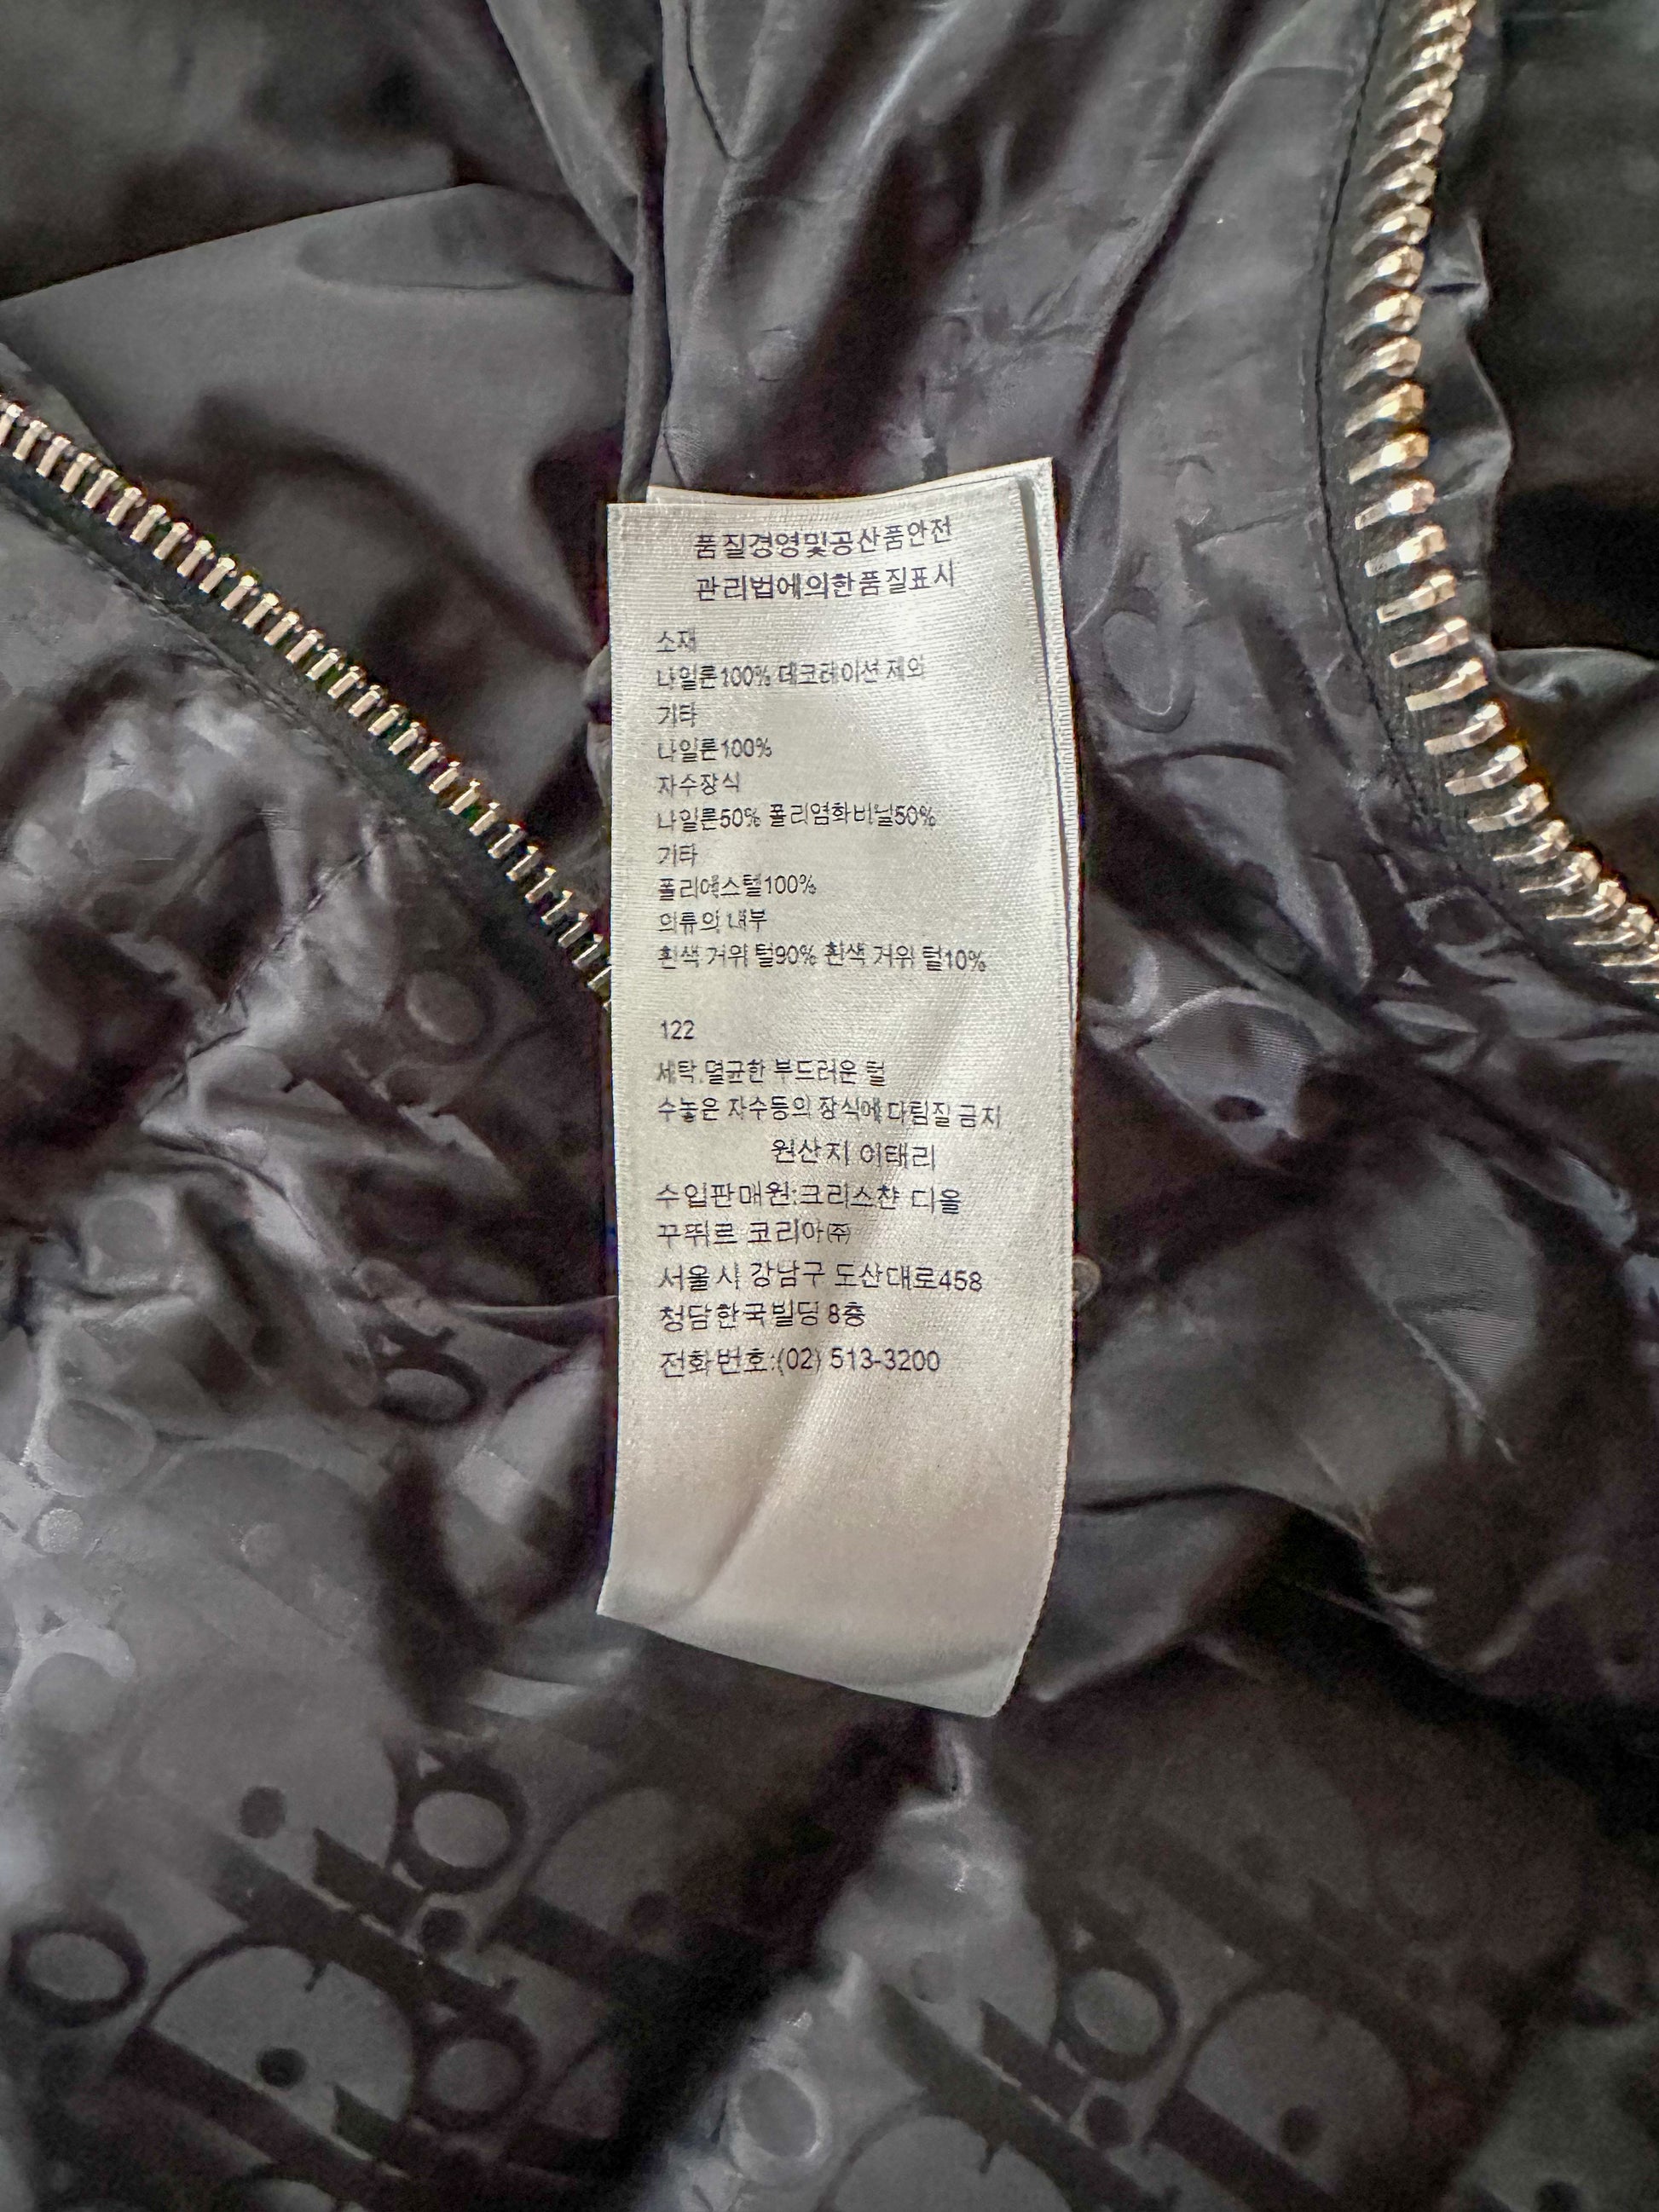 품질경영및공산품안전
관리법에의한품질표시
소재
나일론100% 데코레이션 제외
기타
나일론100%
자수장식
나일론50% 폴리염화비닐50%
기타
폴리에스텔100%
의류의 내부
흰색 거위 털90% 흰색 거위 털10%
122
세탁,멸균한 부드러운 털
수놓은 자수등의 장식에 다림질 금지
원산지 이태리
수입판매원:크리스챤 디올
꾸뛰르 코리아㈜
서울시 강남구 도산대로458
청담한국빌딩 8층
전화번호:(02) 513-3200
Dior
Dior